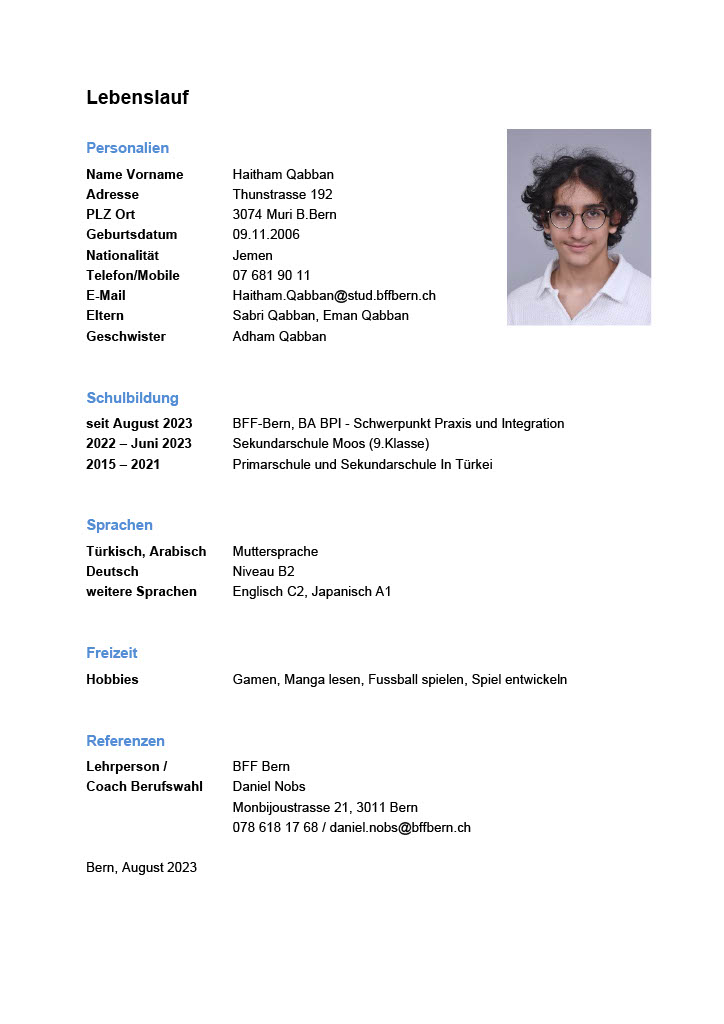 Lebenslauf
Personalien
Name Vorname Haitham Qabban
Adresse Thunstrasse 192
PLZ Ort 3074 Muri B.Bern
Geburtsdatum 09.11.2006
Nationalität Jemen
Telefon/Mobile 07 681 90 11
E-Mail Haitham.Qabban@stud.bffbern.ch
Eltern Sabri Qabban, Eman Qabban
Geschwister Adham Qabban
Schulbildung
seit August 2023 BFF-Bern, BA BPI - Schwerpunkt Praxis und Integration
2022 – Juni 2023 Sekundarschule Moos (9.Klasse)
2015 – 2021 Primarschule und Sekundarschule In Türkei
Sprachen
Türkisch, Arabisch Muttersprache
Deutsch Niveau B2
weitere Sprachen Englisch C2, Japanisch A1
Freizeit
Hobbies Gamen, Manga lesen, Fussball spielen, Spiel entwickeln
Referenzen
Lehrperson / BFF Bern
Coach Berufswahl Daniel Nobs
Monbijoustrasse 21, 3011 Bern
078 618 17 68 / daniel.nobs@bffbern.ch
Bern, August 2023